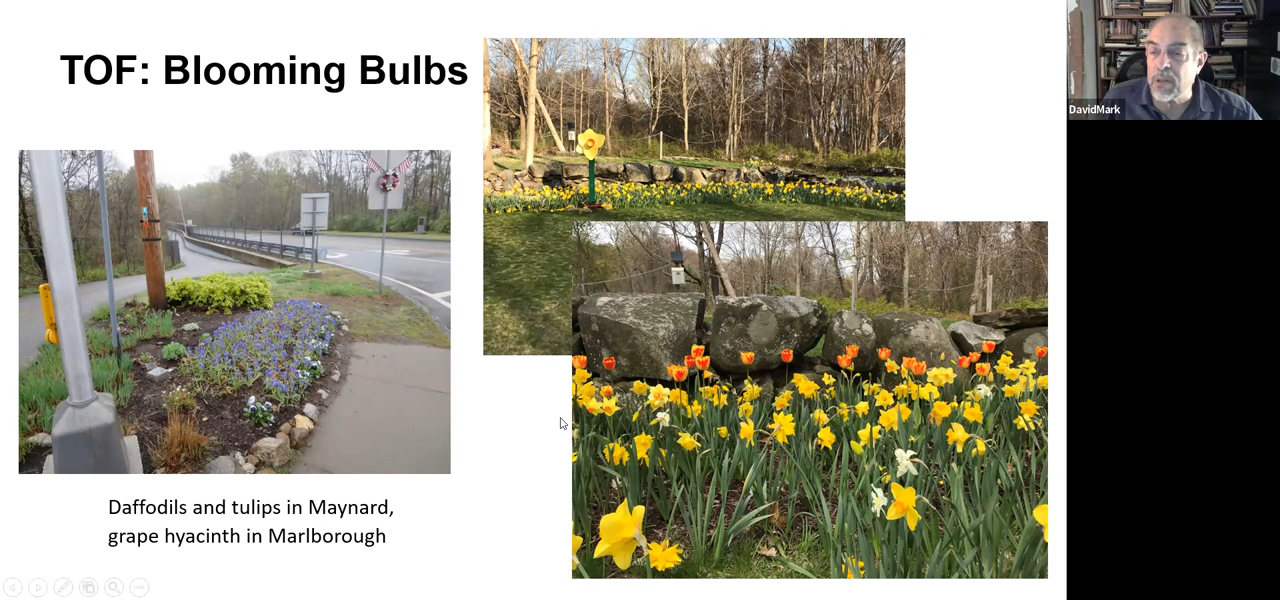 TOF: Blooming Bulbs
DavidMark
Daffodils and tulips in Maynard,
grape hyacinth in Marlborough